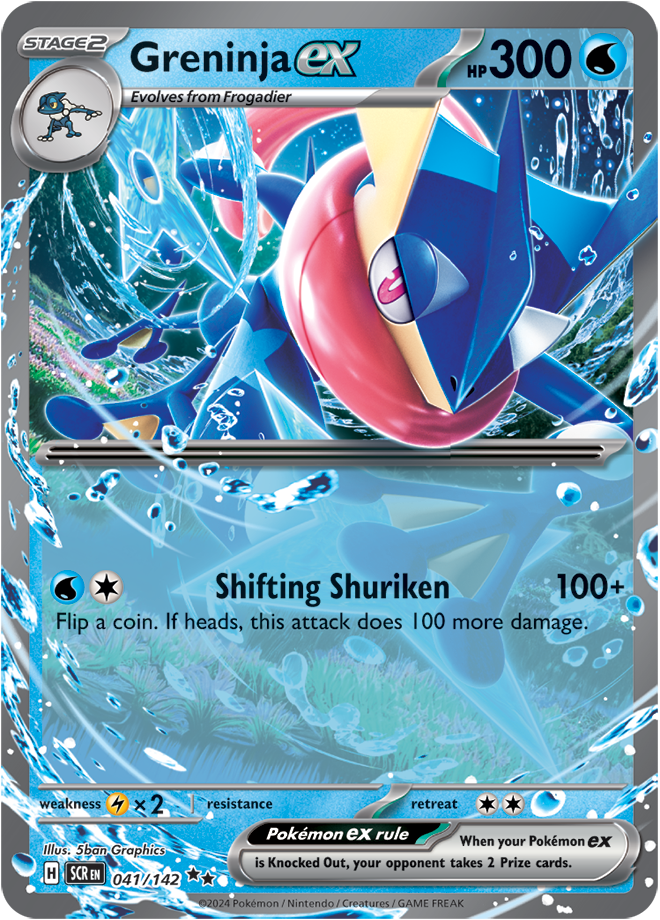 STAGE2
Greninja ex
HP 300
Evolves from Frogadier
Shifting Shuriken 100+
Flip a coin. If heads, this attack does 100 more damage.
weakness ×2 resistance retreat
Illus. 5ban Graphics
Pokémon ex rule When your Pokémon ex
is Knocked Out, your opponent takes 2 Prize cards.
H SCR EN 041/142
©2024 Pokémon / Nintendo / Creatures / GAME FREAK